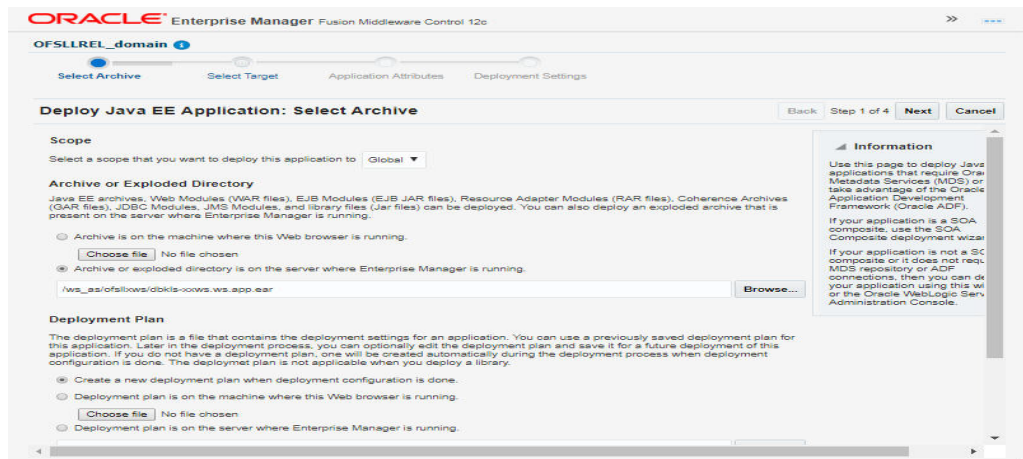 ORACLE Enterprise Manager Fusion Middleware Control 12c
OFSLLREL_domain
Select Archive
Select Target
Application Attributes
Deployment Settings
Deploy Java EE Application: Select Archive
Back Step 1 of 4 Next Cancel
Scope
Select a scope that you want to deploy this application to Global
Archive or Exploded Directory
Java EE archives, Web Modules (WAR files), EJB Modules (EJB JAR files), Resource Adapter Modules (RAR files), Coherence Archives
(GAR files), JDBC Modules, JMS Modules, and library files (Jar files) can be deployed. You can also deploy an exploded archive that is
present on the server where Enterprise Manager is running.
Archive is on the machine where this Web browser is running.
Choose file No file chosen
Archive or exploded directory is on the server where Enterprise Manager is running.
Browse...
Deployment Plan
The deployment plan is a file that contains the deployment settings for an application. You can use a previously saved deployment plan for
this application. Later in the deployment process, you can optionally edit the deployment plan and save it for a future deployment of this
application. If you do not have a deployment plan, one will be created automatically during the deployment process when deployment
configuration is done. The deploymet plan is not applicable when you deploy a library.
Create a new deployment plan when deployment configuration is done.
Deployment plan is on the machine where this Web browser is running.
Choose file No file chosen
Deployment plan is on the server where Enterprise Manager is running.
Information
Use this page to deploy Java
applications that require Ora
Metadata Services (MDS) or
take advantage of the Oracle
Application Development
Framework (Oracle ADF).
If your application is a SOA
composite, use the SOA
Composite deployment wizar
If your application is not a SO
composite or it does not requ
MDS repository or ADF
connections, then you can de
your application using this wi
or the Oracle WebLogic Serv
Administration Console.